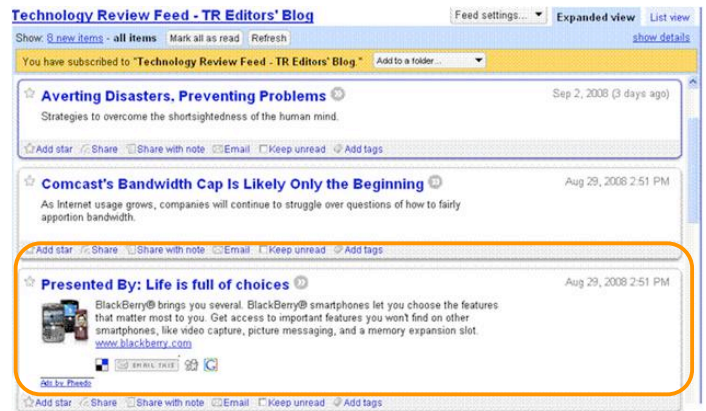 Technology Review Feed - TR Editors' Blog
Feed settings... Expanded view List view
Show: 8 new items - all items Mark all as read Refresh show details
You have subscribed to "Technology Review Feed - TR Editors' Blog." Add to a folder...
Averting Disasters, Preventing Problems Sep 2, 2008 (3 days ago)
Strategies to overcome the shortsightedness of the human mind.
Add star Share Share with note Email Keep unread Add tags
Comcast's Bandwidth Cap Is Likely Only the Beginning Aug 29, 2008 2:51 PM
As Internet usage grows, companies will continue to struggle over questions of how to fairly
apportion bandwidth.
Add star Share Share with note Email Keep unread Add tags
Presented By: Life is full of choices Aug 29, 2008 2:51 PM
BlackBerry® brings you several. BlackBerry® smartphones let you choose the features
that matter most to you. Get access to important features you won't find on other
smartphones, like video capture, picture messaging, and a memory expansion slot.
www.blackberry.com
EMAIL THIS
Ads by Pheedo
Add star Share Share with note Email Keep unread Add tags